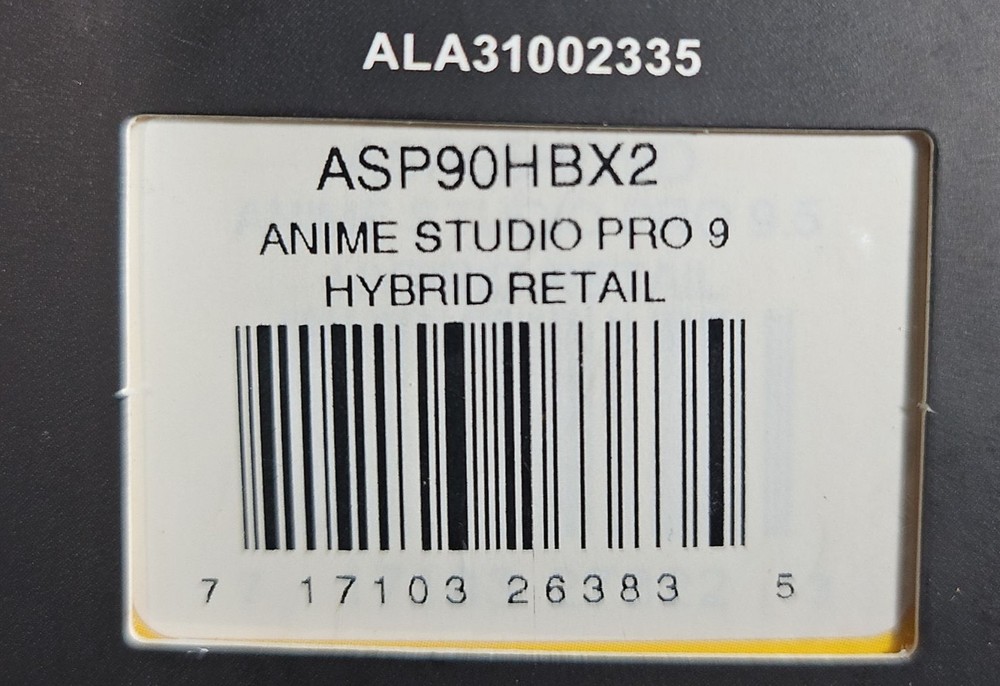 ALA31002335
ASP90HBX2
ANIME STUDIO PRO 9
HYBRID RETAIL
7 17103 26383 5